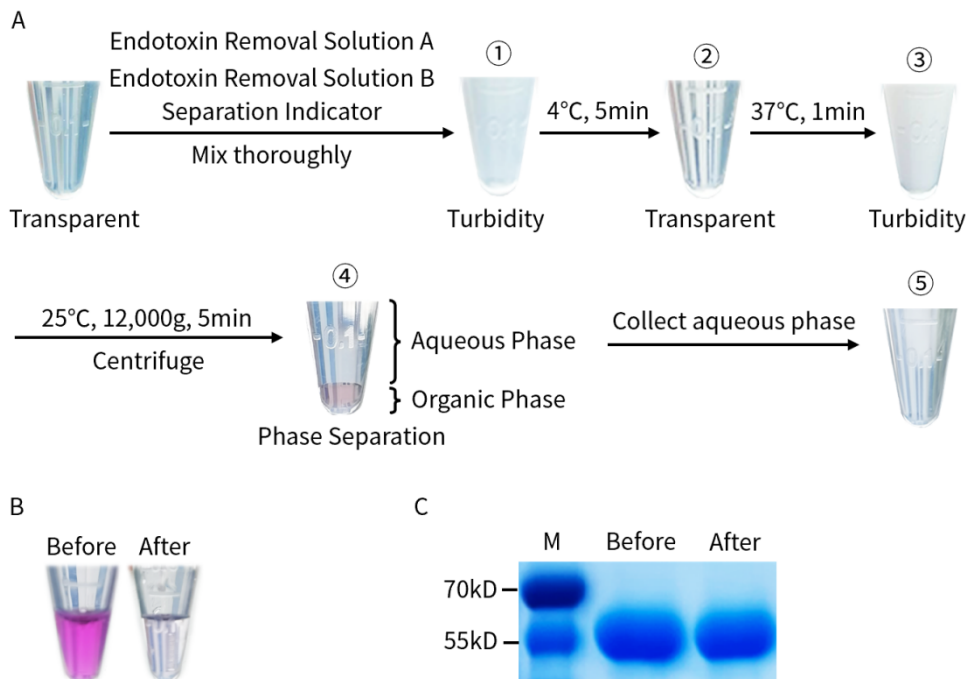 A
Endotoxin Removal Solution A
Endotoxin Removal Solution B
Separation Indicator
Mix thoroughly
Transparent
①
Turbidity
4°C, 5min
②
Transparent
37°C, 1min
③
Turbidity
25°C, 12,000g, 5min
Centrifuge
④
-0.1-
Aqueous Phase
Organic Phase
Phase Separation
Collect aqueous phase
⑤
B
Before After
C
M Before After
70kD
55kD